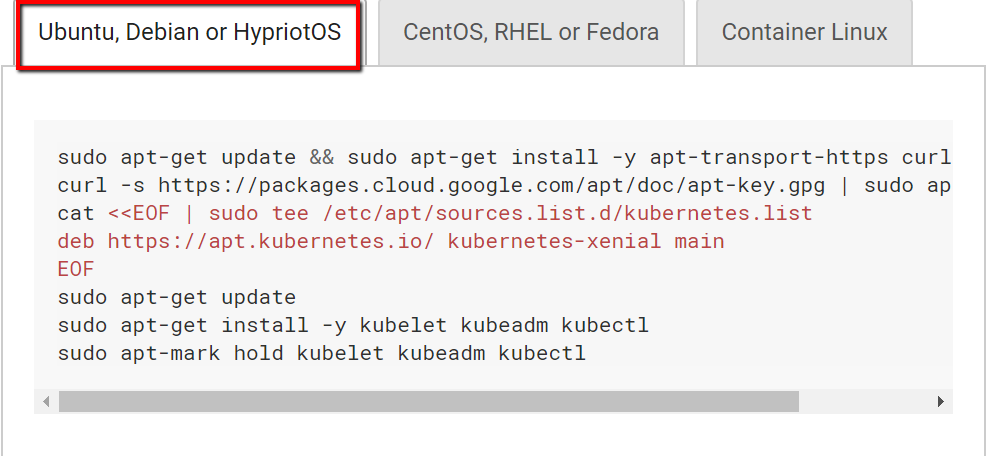 Ubuntu, Debian or HypriotOS
CentOS, RHEL or Fedora
Container Linux
sudo apt-get update && sudo apt-get install -y apt-transport-https curl
curl -s https://packages.cloud.google.com/apt/doc/apt-key.gpg | sudo ap
cat <<EOF | sudo tee /etc/apt/sources.list.d/kubernetes.list
deb https://apt.kubernetes.io/ kubernetes-xenial main
EOF
sudo apt-get update
sudo apt-get install -y kubelet kubeadm kubectl
sudo apt-mark hold kubelet kubeadm kubectl